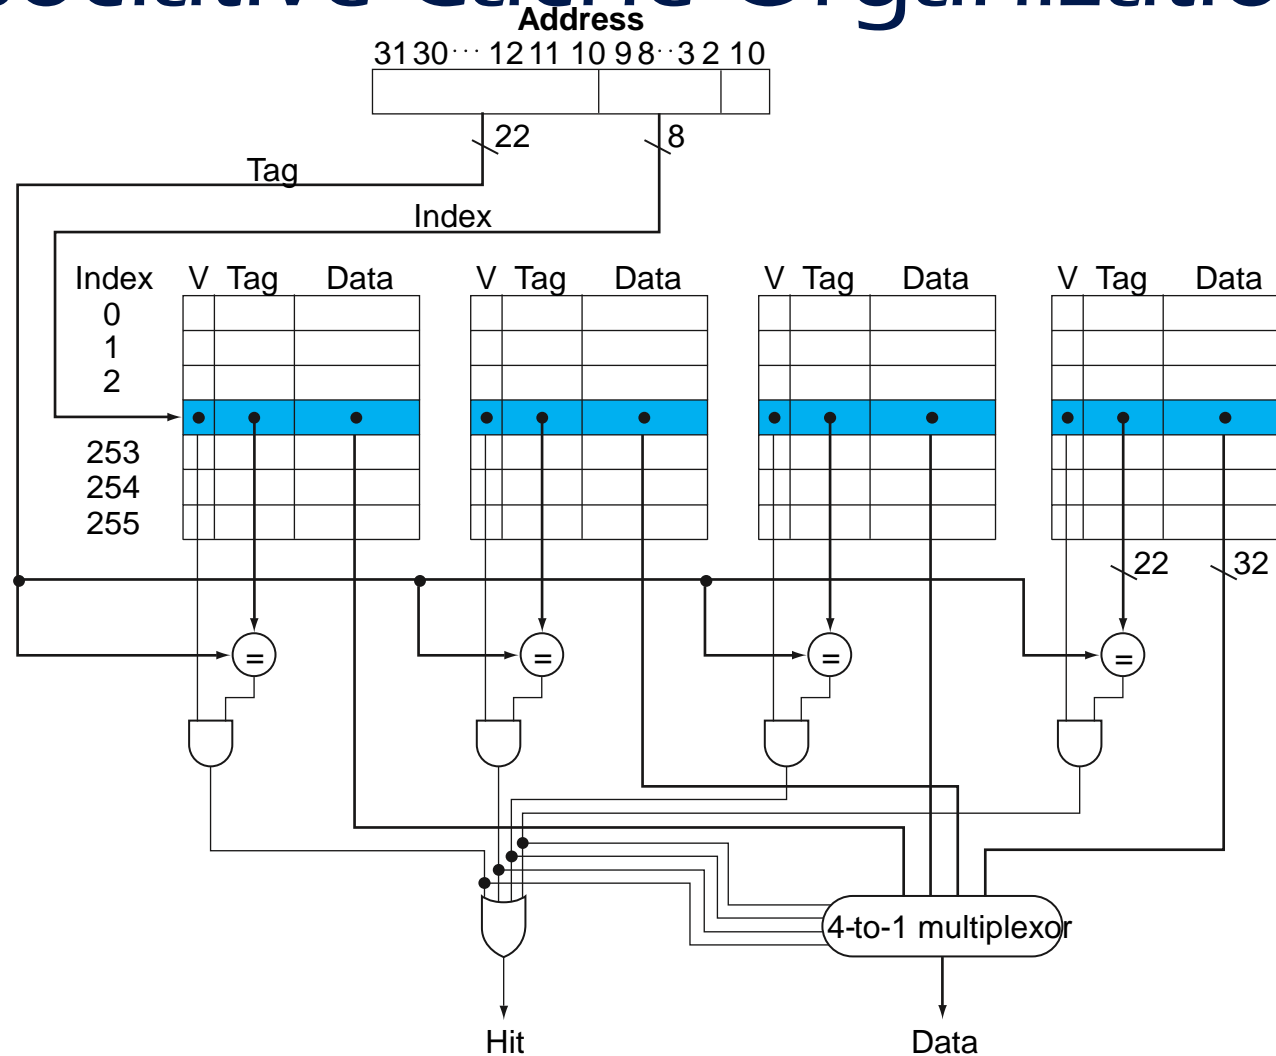 Cache Organization
Address
31 30 ··· 12 11 10 9 8 ·· 3 2 1 0
22
8
Tag
Index
Index V Tag Data V Tag Data V Tag Data V Tag Data
0
1
2
253
254
255
22
32
= = = =
4-to-1 multiplexor
Hit
Data